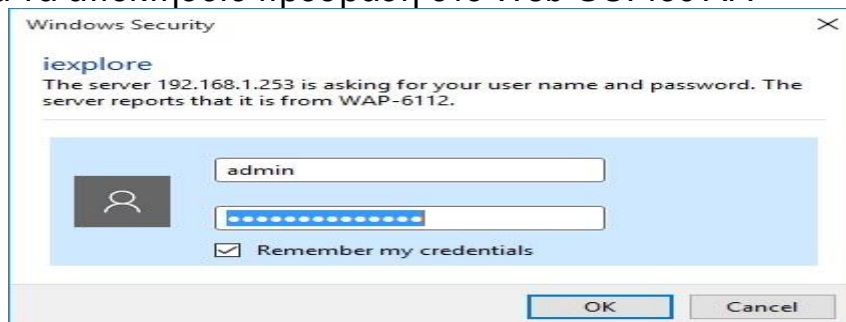 Windows Security
iexplore
The server 192.168.1.253 is asking for your user name and password. The
server reports that it is from WAP-6112.
admin
Remember my credentials
OK Cancel